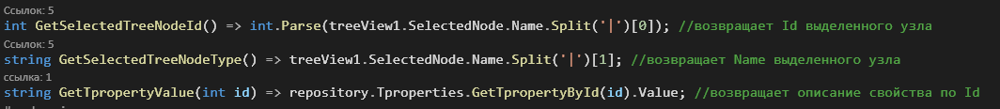 Ссылок: 5
int GetSelectedTreeNodeId() => int.Parse(treeView1.SelectedNode.Name.Split('|')[0]); //возвращает Id выделенного узла
Ссылок: 5
string GetSelectedTreeNodeType() => treeView1.SelectedNode.Name.Split('|')[1]; //возвращает Name выделенного узла
ссылка: 1
string GetTpropertyValue(int id) => repository.Tproperties.GetTpropertyById(id).Value; //возвращает описание свойства по Id